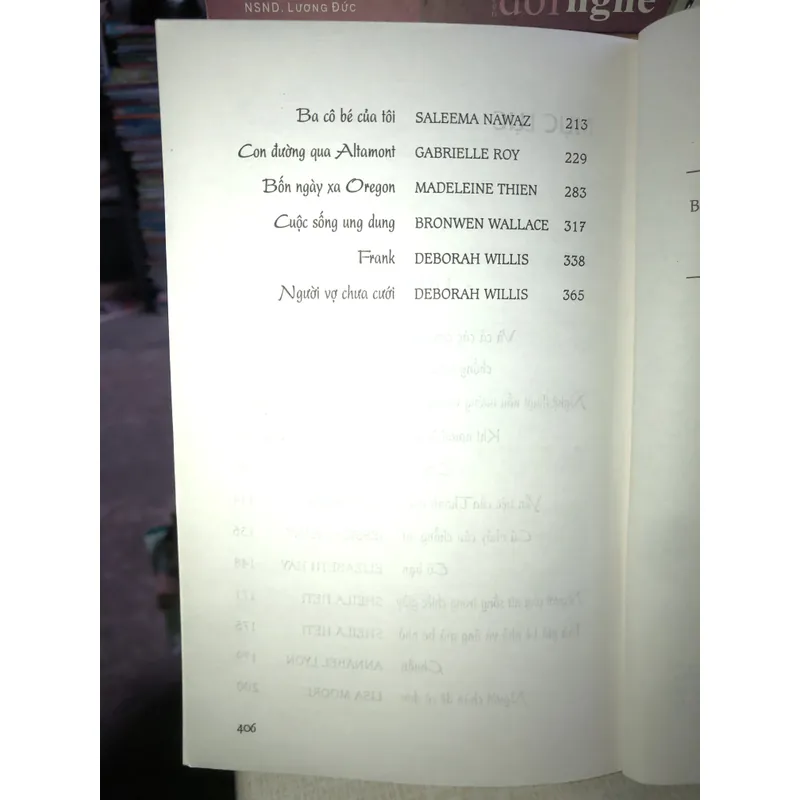 NSND. Lương Đức
đời nghề
Ba cô bé của tôi SALEEMA NAWAZ 213
Con đường qua Altamont GABRIELLE ROY 229
Bốn ngày xa Oregon MADELEINE THIEN 283
Cuộc sống ung dung BRONWEN WALLACE 317
Frank DEBORAH WILLIS 338
Người vợ chưa cưới DEBORAH WILLIS 365
406
B